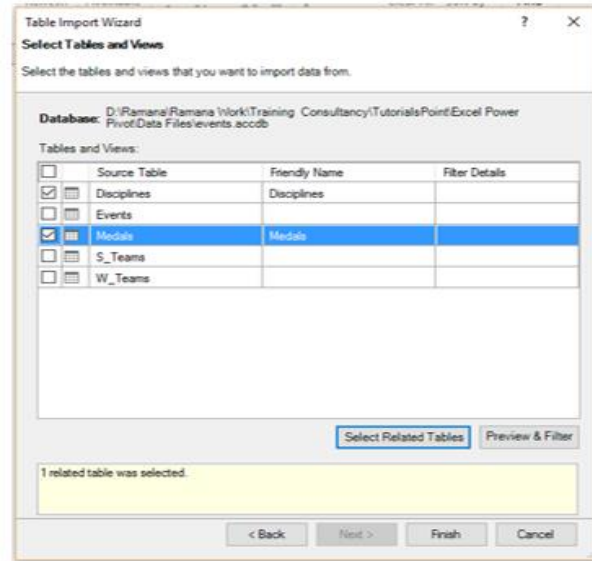 Table Import Wizard ? ×
Select Tables and Views
Select the tables and views that you want to import data from.
Database: D:\Ramana\Ramana Work\Training Consultancy\TutorialsPoint\Excel Power
Pivot\Data Files\events.accdb
Tables and Views:
Source Table Friendly Name Filter Details
Disciplines Disciplines
Events
Medals Medals
S_Teams
W_Teams
Select Related Tables Preview & Filter
1 related table was selected.
< Back Next > Finish Cancel